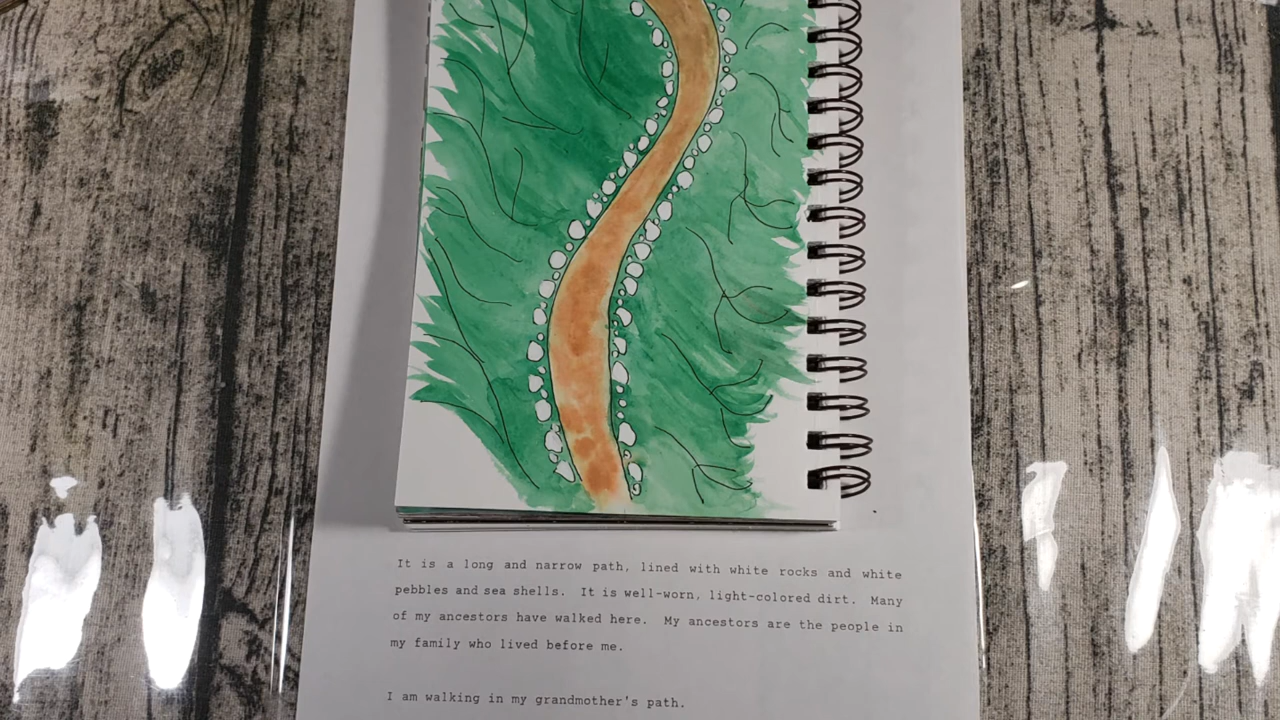 It is a long and narrow path, lined with white rocks and white
pebbles and sea shells. It is well-worn, light-colored dirt. Many
of my ancestors have walked here. My ancestors are the people in
my family who lived before me.
I am walking in my grandmother's path.